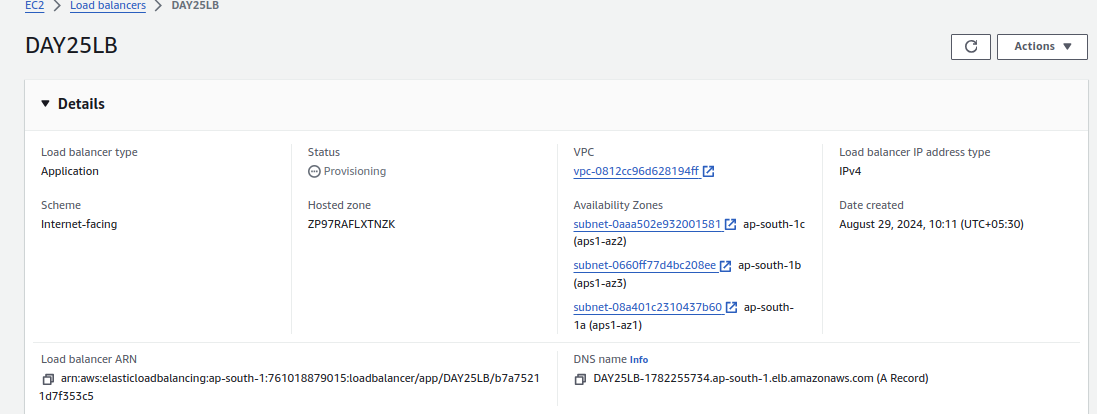 EC2 > Load balancers > DAY25LB
DAY25LB
Actions
Details
Load balancer type
Application
Status
Provisioning
VPC
vpc-0812cc96d628194ff
Load balancer IP address type
IPv4
Scheme
Internet-facing
Hosted zone
ZP97RAFLXTNZK
Availability Zones
subnet-0aaa502e932001581 ap-south-1c
(aps1-az2)
subnet-0660ff77d4bc208ee ap-south-1b
(aps1-az3)
subnet-08a401c2310437b60 ap-south-
1a (aps1-az1)
Date created
August 29, 2024, 10:11 (UTC+05:30)
Load balancer ARN
arn:aws:elasticloadbalancing:ap-south-1:761018879015:loadbalancer/app/DAY25LB/b7a7521
1d7f353c5
DNS name Info
DAY25LB-1782255734.ap-south-1.elb.amazonaws.com (A Record)